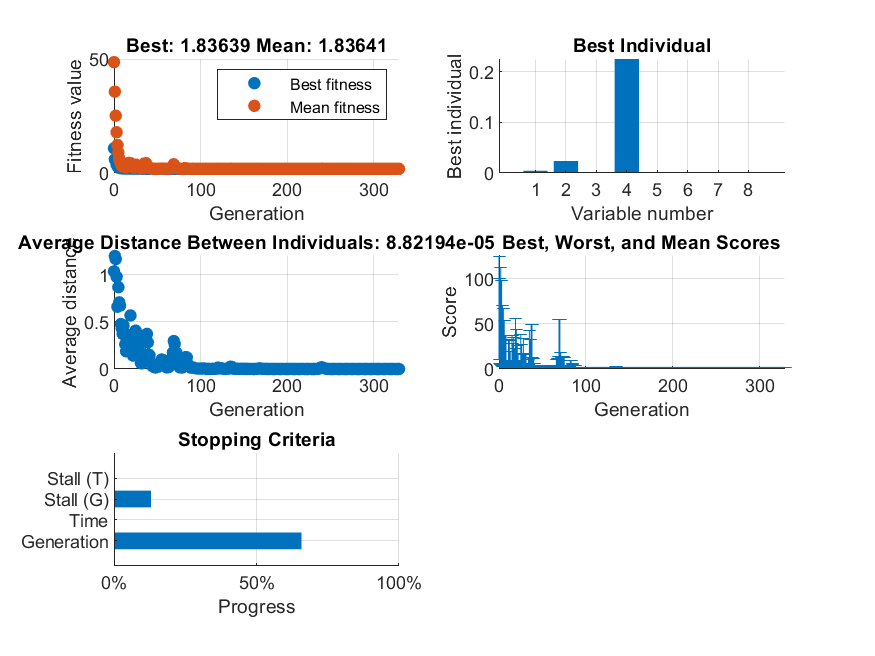 Best: 1.83639 Mean: 1.83641
Fitness value
50
0
0 100 200 300
Generation
Best fitness
Mean fitness
Best Individual
Best individual
0.2
0.1
0
1 2 3 4 5 6 7 8
Variable number
Average Distance Between Individuals: 8.82194e-05
Average distance
1
0.5
0
0 100 200 300
Generation
Best, Worst, and Mean Scores
Score
100
50
0
0 100 200 300
Generation
Stopping Criteria
Stall (T)
Stall (G)
Time
Generation
0% 50% 100%
Progress